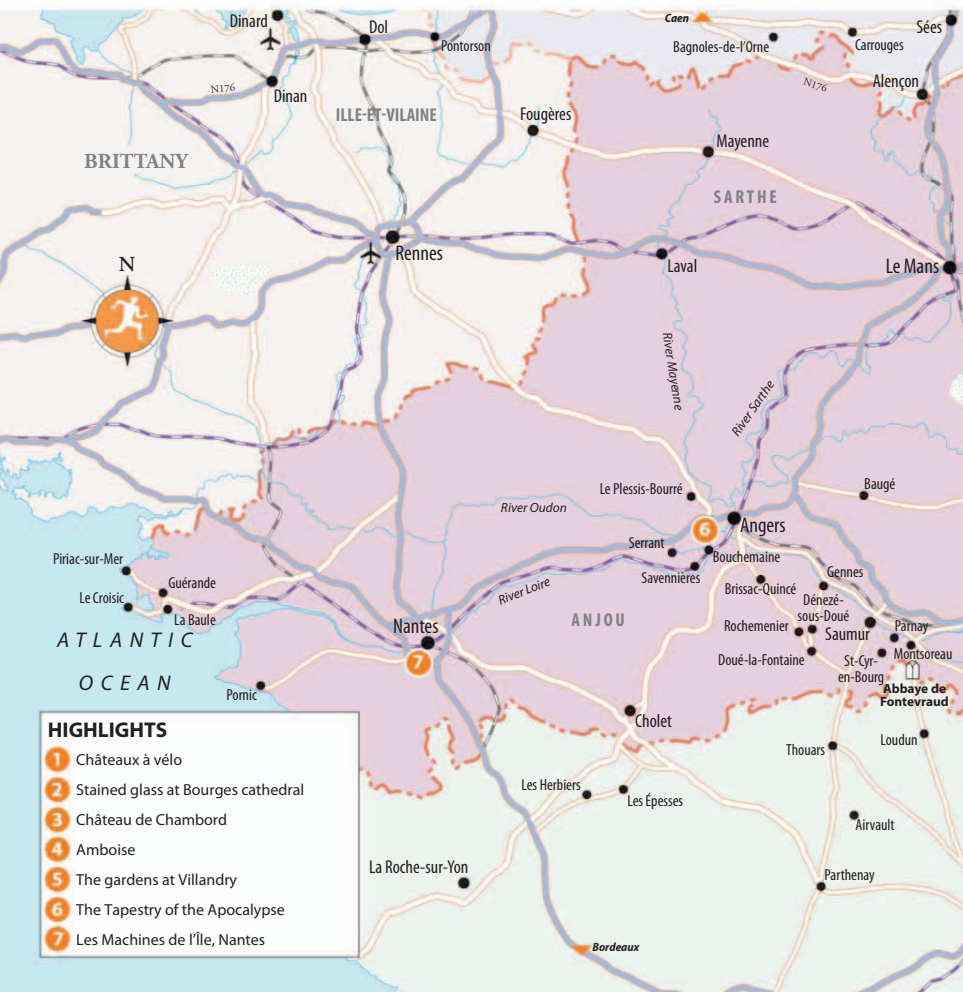 Dinard
Dol
Pontorson
Caen
Bagnoles-de-l'Orne
Carrouges
Sées
N176
Dinan
N176
Alençon
ILLE-ET-VILAINE
Fougères
Mayenne
BRITTANY
SARTHE
Rennes
Laval
Le Mans
N
River Mayenne
River Sarthe
Le Plessis-Bourré
Baugé
River Oudon
Angers
6
Serrant
Bouchemaine
Savennières
Piriac-sur-Mer
Guérande
Le Croisic
La Baule
River Loire
Brissac-Quincé
Gennes
Dénezé-
sous-Doué
ANJOU
Rochemenier
Saumur
Parnay
Nantes
7
Doué-la-Fontaine
St-Cyr-
en-Bourg
Montsoreau
Abbaye de
Fontevraud
ATLANTIC
OCEAN
Pornic
Cholet
Thouars
Loudun
Les Herbiers
Les Épesses
Airvault
La Roche-sur-Yon
Parthenay
Bordeaux
HIGHLIGHTS
1 Châteaux à vélo
2 Stained glass at Bourges cathedral
3 Château de Chambord
4 Amboise
5 The gardens at Villandry
6 The Tapestry of the Apocalypse
7 Les Machines de l'Île, Nantes